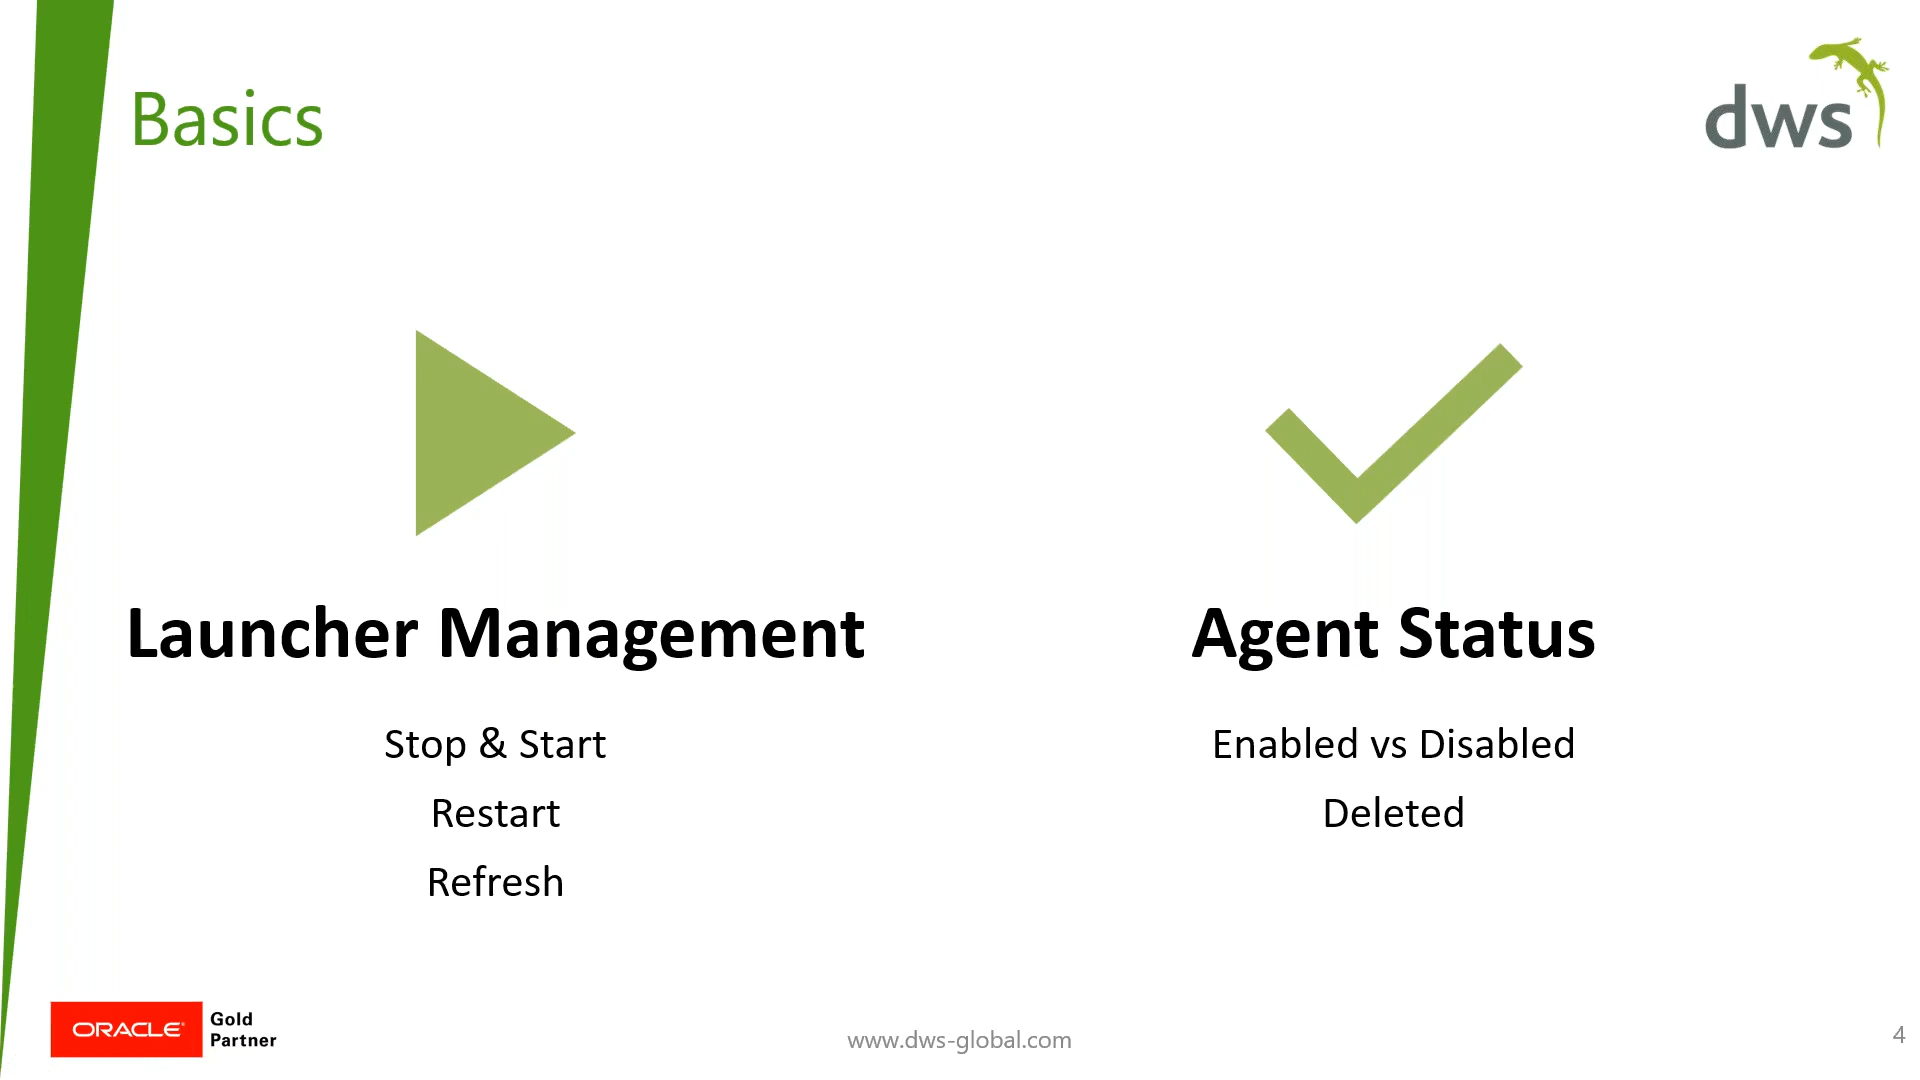 Basics
dws
Launcher Management
Stop & Start
Restart
Refresh
Agent Status
Enabled vs Disabled
Deleted
ORACLE
Gold
Partner
www.dws-global.com
4